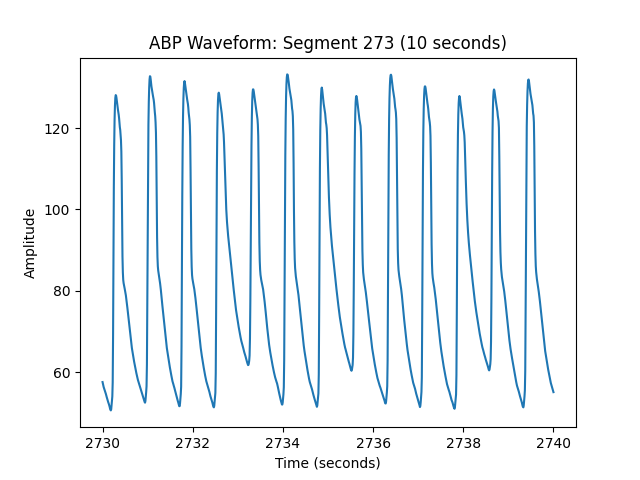 ABP Waveform: Segment 273 (10 seconds)
120
100
80
60
Amplitude
2730 2732 2734 2736 2738 2740
Time (seconds)